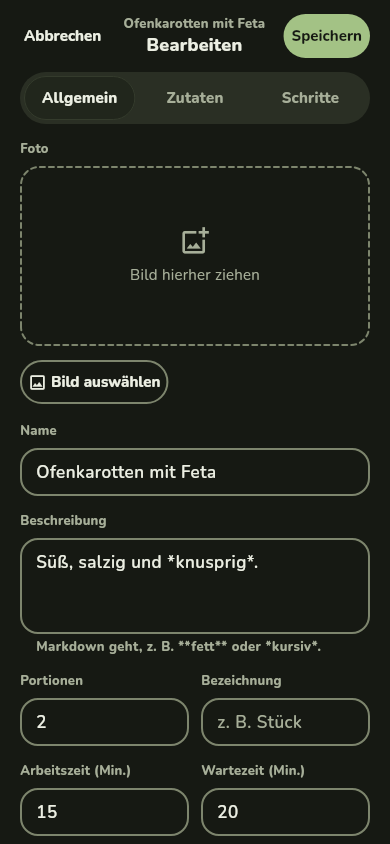 Abbrechen
Ofenkarotten mit Feta
Bearbeiten
Speichern
Allgemein
Zutaten
Schritte
Foto
Bild hierher ziehen
Bild auswählen
Name
Ofenkarotten mit Feta
Beschreibung
Süß, salzig und *knusprig*.
Markdown geht, z. B. **fett** oder *kursiv*.
Portionen
Bezeichnung
2
z. B. Stück
Arbeitszeit (Min.)
Wartezeit (Min.)
15
20